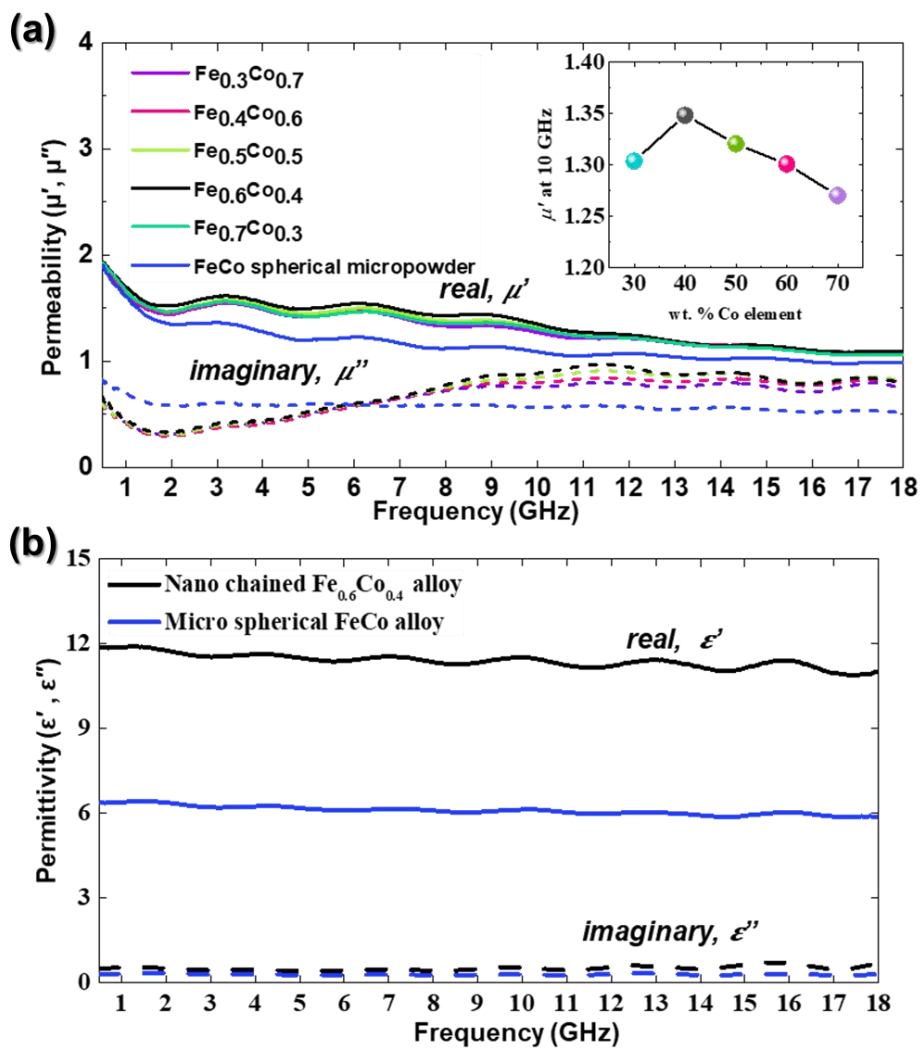 (a)
4
3
2
1
0
Permeability (μ′, μ″)
Fe0.3Co0.7
Fe0.4Co0.6
Fe0.5Co0.5
Fe0.6Co0.4
Fe0.7Co0.3
FeCo spherical micropowder
1.40
1.35
1.30
1.25
1.20
μ′ at 10 GHz
30 40 50 60 70
wt. % Co element
real, μ’
imaginary, μ’’
1 2 3 4 5 6 7 8 9 10 11 12 13 14 15 16 17 18
Frequency (GHz)
(b)
15
12
9
6
3
0
Permittivity (ε′ , ε″)
Nano chained Fe0.6Co0.4 alloy
Micro spherical FeCo alloy
real, ε’
imaginary, ε’’
1 2 3 4 5 6 7 8 9 10 11 12 13 14 15 16 17 18
Frequency (GHz)